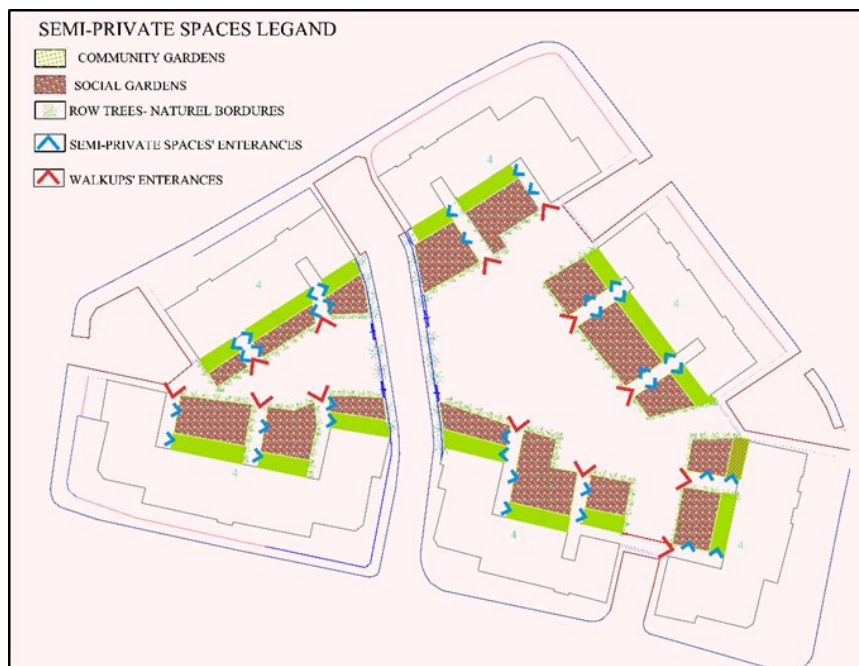 SEMI-PRIVATE SPACES LEGAND
COMMUNITY GARDENS
SOCIAL GARDENS
ROW TREES- NATUREL BORDURES
SEMI-PRIVATE SPACES' ENTERANCES
WALKUPS' ENTERANCES
4
4
4
4
4
4